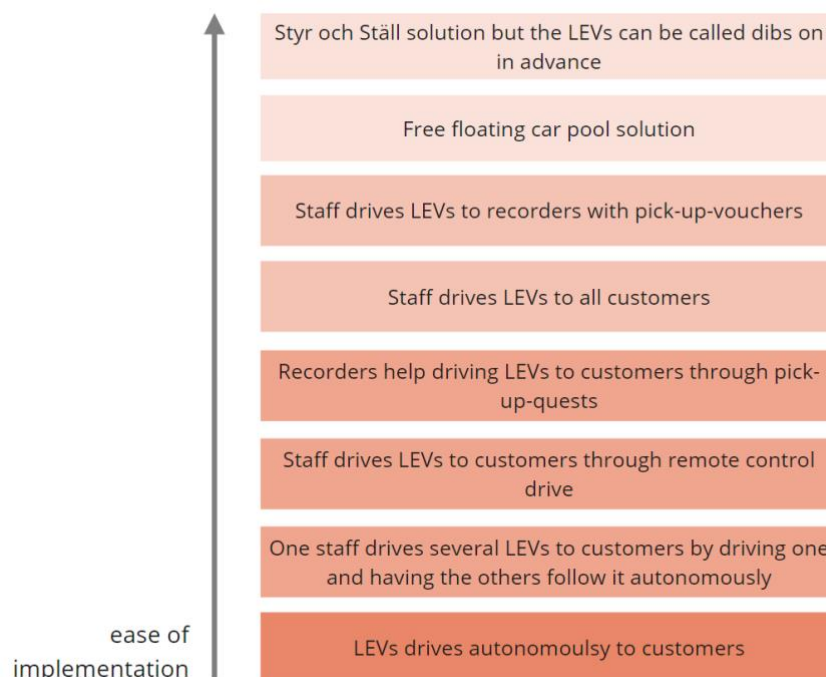 Styr och Ställ solution but the LEVs can be called dibs on
in advance
Free floating car pool solution
Staff drives LEVs to recorders with pick-up-vouchers
Staff drives LEVs to all customers
Recorders help driving LEVs to customers through pick-
up-quests
Staff drives LEVs to customers through remote control
drive
One staff drives several LEVs to customers by driving one
and having the others follow it autonomously
ease of
implementation
LEVs drives autonomoulsy to customers